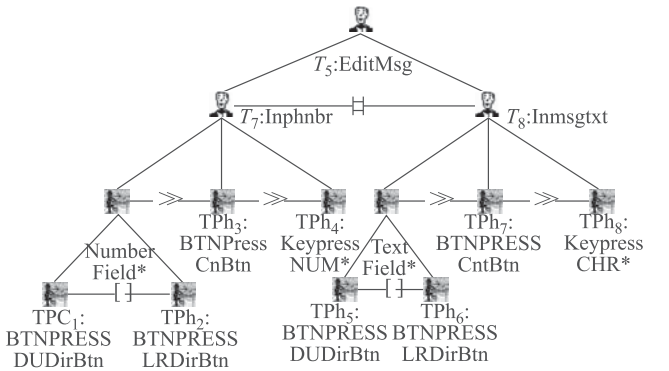 T₅:EditMsg
T₇:Inphnbr
T₈:Inmsgtxt
≫
≫
≫
≫
TPh₃:
BTNPress
CnBtn
TPh₄:
Keypress
NUM*
TPh₇:
BTNPRESS
CntBtn
TPh₈:
Keypress
CHR*
Number
Field*
Text
Field*
[ ]
[ ]
TPC₁:
BTNPRESS
DUDirBtn
TPh₂:
BTNPRESS
LRDirBtn
TPh₅:
BTNPRESS
DUDirBtn
TPh₆:
BTNPRESS
LRDirBtn